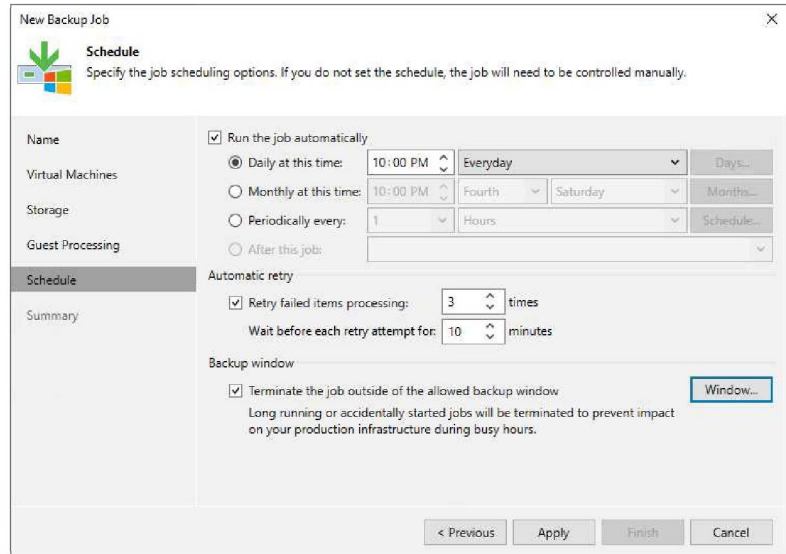 New Backup Job
Schedule
Specify the job scheduling options. If you do not set the schedule, the job will need to be controlled manually.
Name
Virtual Machines
Storage
Guest Processing
Schedule
Summary
Run the job automatically
Daily at this time: 10:00 PM Everyday Days...
Monthly at this time: 10:00 PM Fourth Saturday Months...
Periodically every: 1 Hours Schedule...
After this job:
Automatic retry
Retry failed items processing: 3 times
Wait before each retry attempt for: 10 minutes
Backup window
Terminate the job outside of the allowed backup window Window...
Long running or accidentally started jobs will be terminated to prevent impact
on your production infrastructure during busy hours.
< Previous Apply Finish Cancel